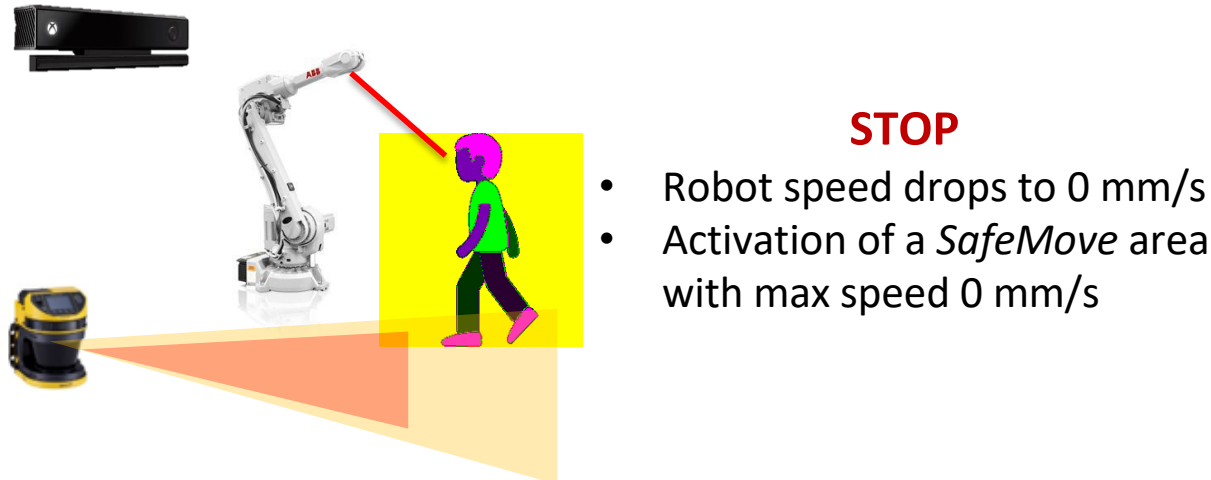 ABB
STOP
• Robot speed drops to 0 mm/s
• Activation of a SafeMove area
with max speed 0 mm/s